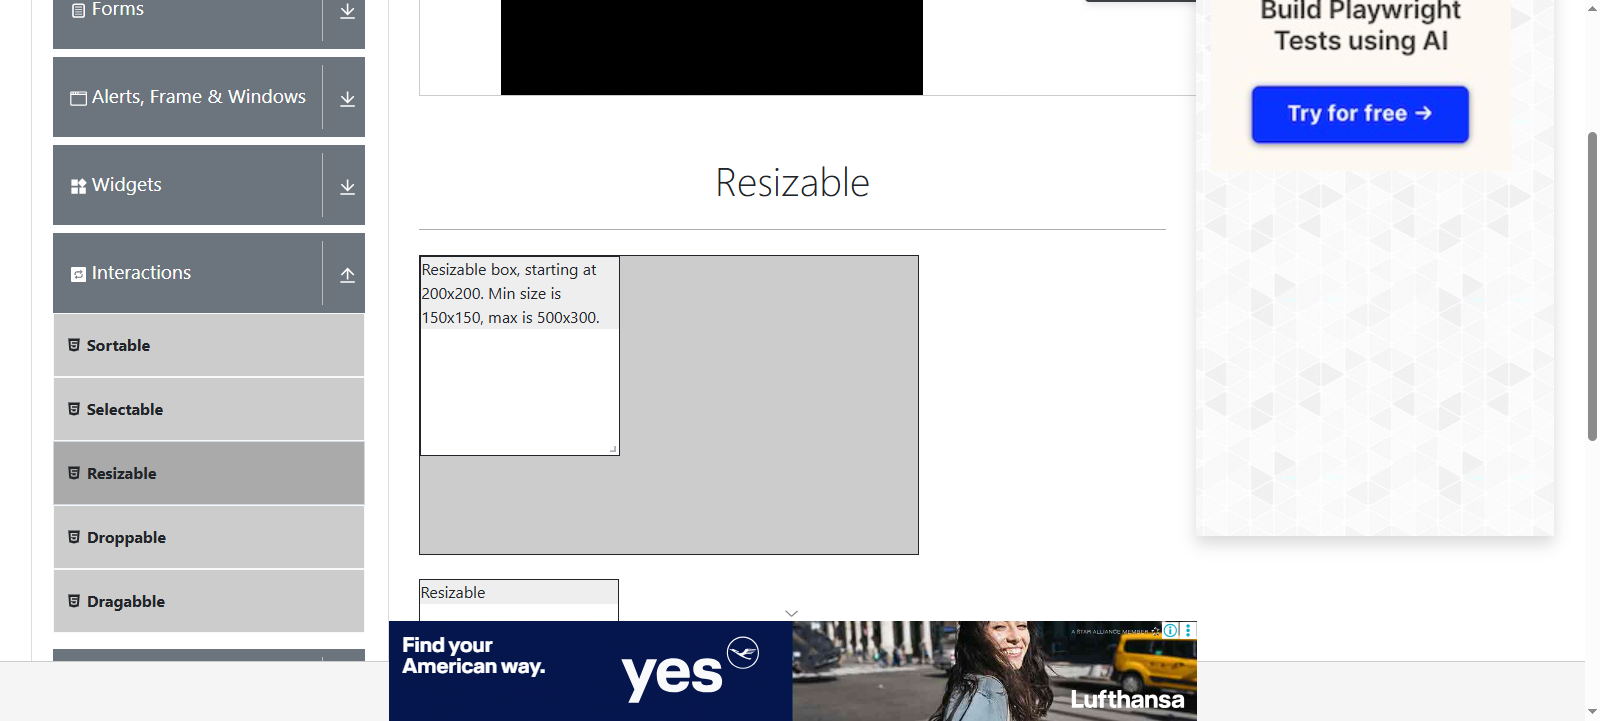 Forms
Alerts, Frame & Windows
Widgets
Interactions
Sortable
Selectable
Resizable
Droppable
Dragabble
Resizable
Resizable box, starting at
200x200. Min size is
150x150, max is 500x300.
Resizable
Build Playwright
Tests using AI
Try for free →
Find your
American way.
yes
A STAR ALLIANCE MEMBER
Lufthansa